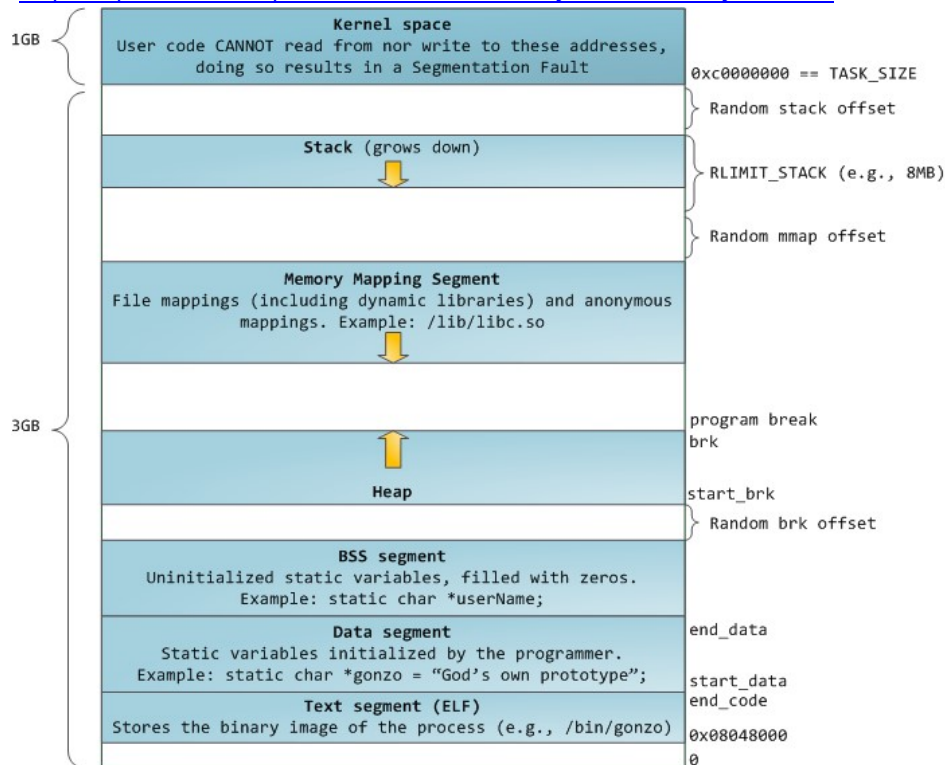 Kernel space
1GB
User code CANNOT read from nor write to these addresses,
doing so results in a Segmentation Fault
0xc0000000 == TASK_SIZE
Random stack offset
Stack (grows down)
RLIMIT_STACK (e.g., 8MB)
Random mmap offset
Memory Mapping Segment
File mappings (including dynamic libraries) and anonymous
mappings. Example: /lib/libc.so
3GB
program break
brk
Heap
start_brk
Random brk offset
BSS segment
Uninitialized static variables, filled with zeros.
Example: static char *userName;
Data segment
end_data
Static variables initialized by the programmer.
Example: static char *gonzo = “God’s own prototype”;
start_data
end_code
Text segment (ELF)
Stores the binary image of the process (e.g., /bin/gonzo)
0x08048000
0